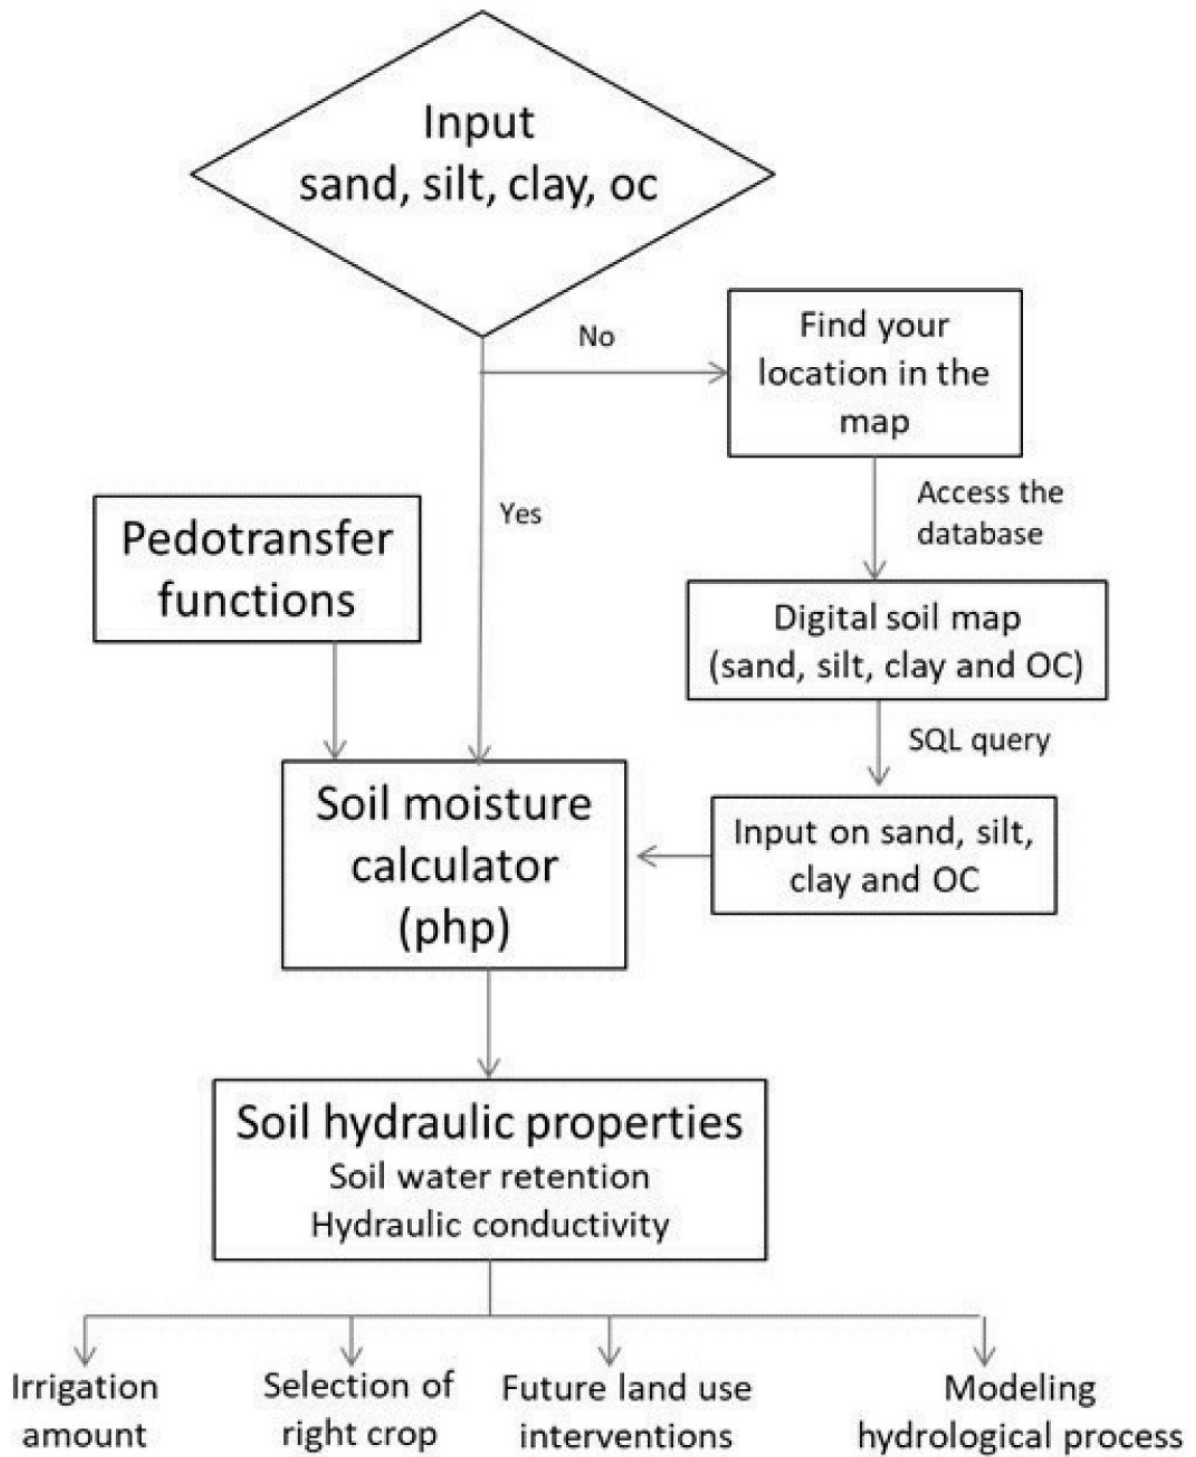 Input
sand, silt, clay, oc
No
Find your
location in the
map
Yes
Access the
database
Pedotransfer
functions
Digital soil map
(sand, silt, clay and OC)
SQL query
Soil moisture
calculator
(php)
Input on sand, silt,
clay and OC
Soil hydraulic properties
Soil water retention
Hydraulic conductivity
Irrigation
amount
Selection of
right crop
Future land use
interventions
Modeling
hydrological process